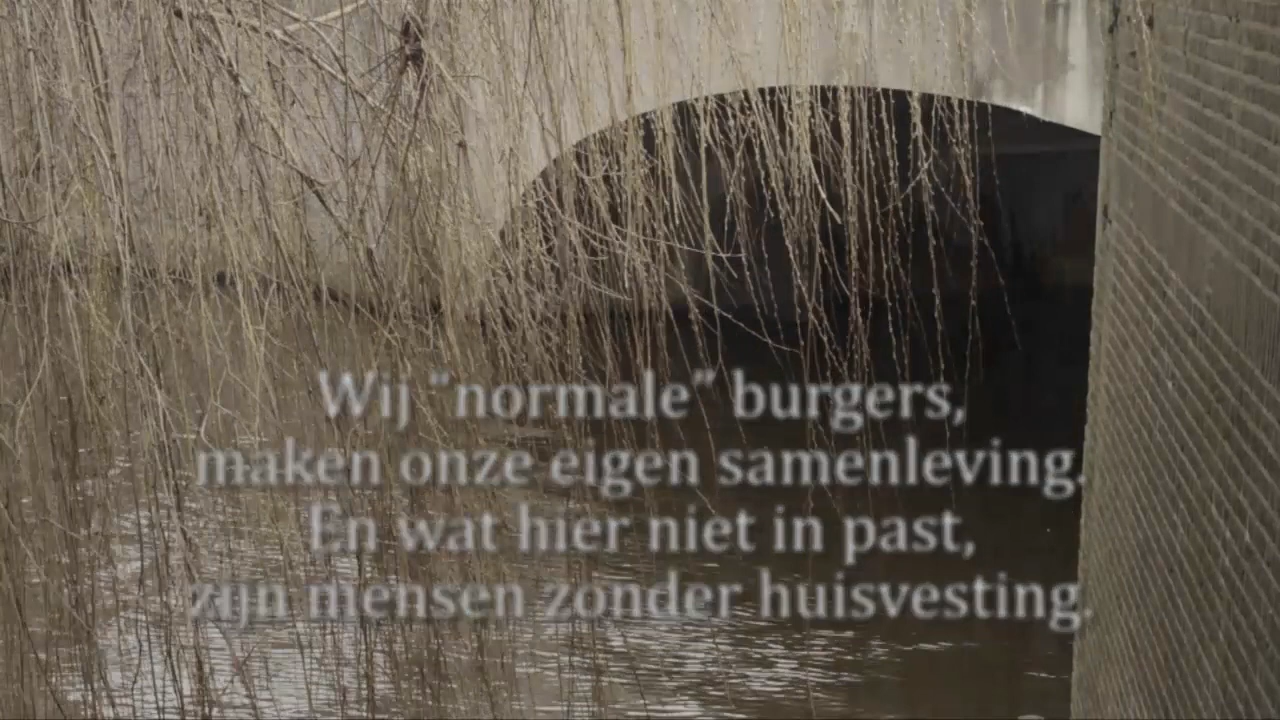 Wij “normale” burgers,
maken onze eigen samenleving.
En wat hier niet in past,
zijn mensen zonder huisvesting.